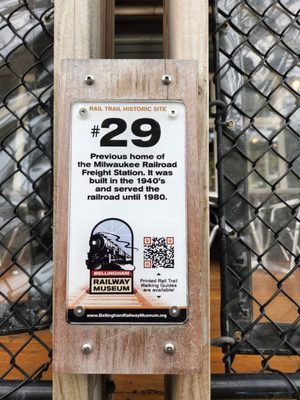 RAIL TRAIL HISTORIC SITE
#29
Previous home of
the Milwaukee Railroad
Freight Station. It was
built in the 1940's
and served the
railroad until 1980.
BELLINGHAM
RAILWAY
MUSEUM
Printed Rail Trail
Walking Guides
are available!
www.BellinghamRailwayMuseum.org